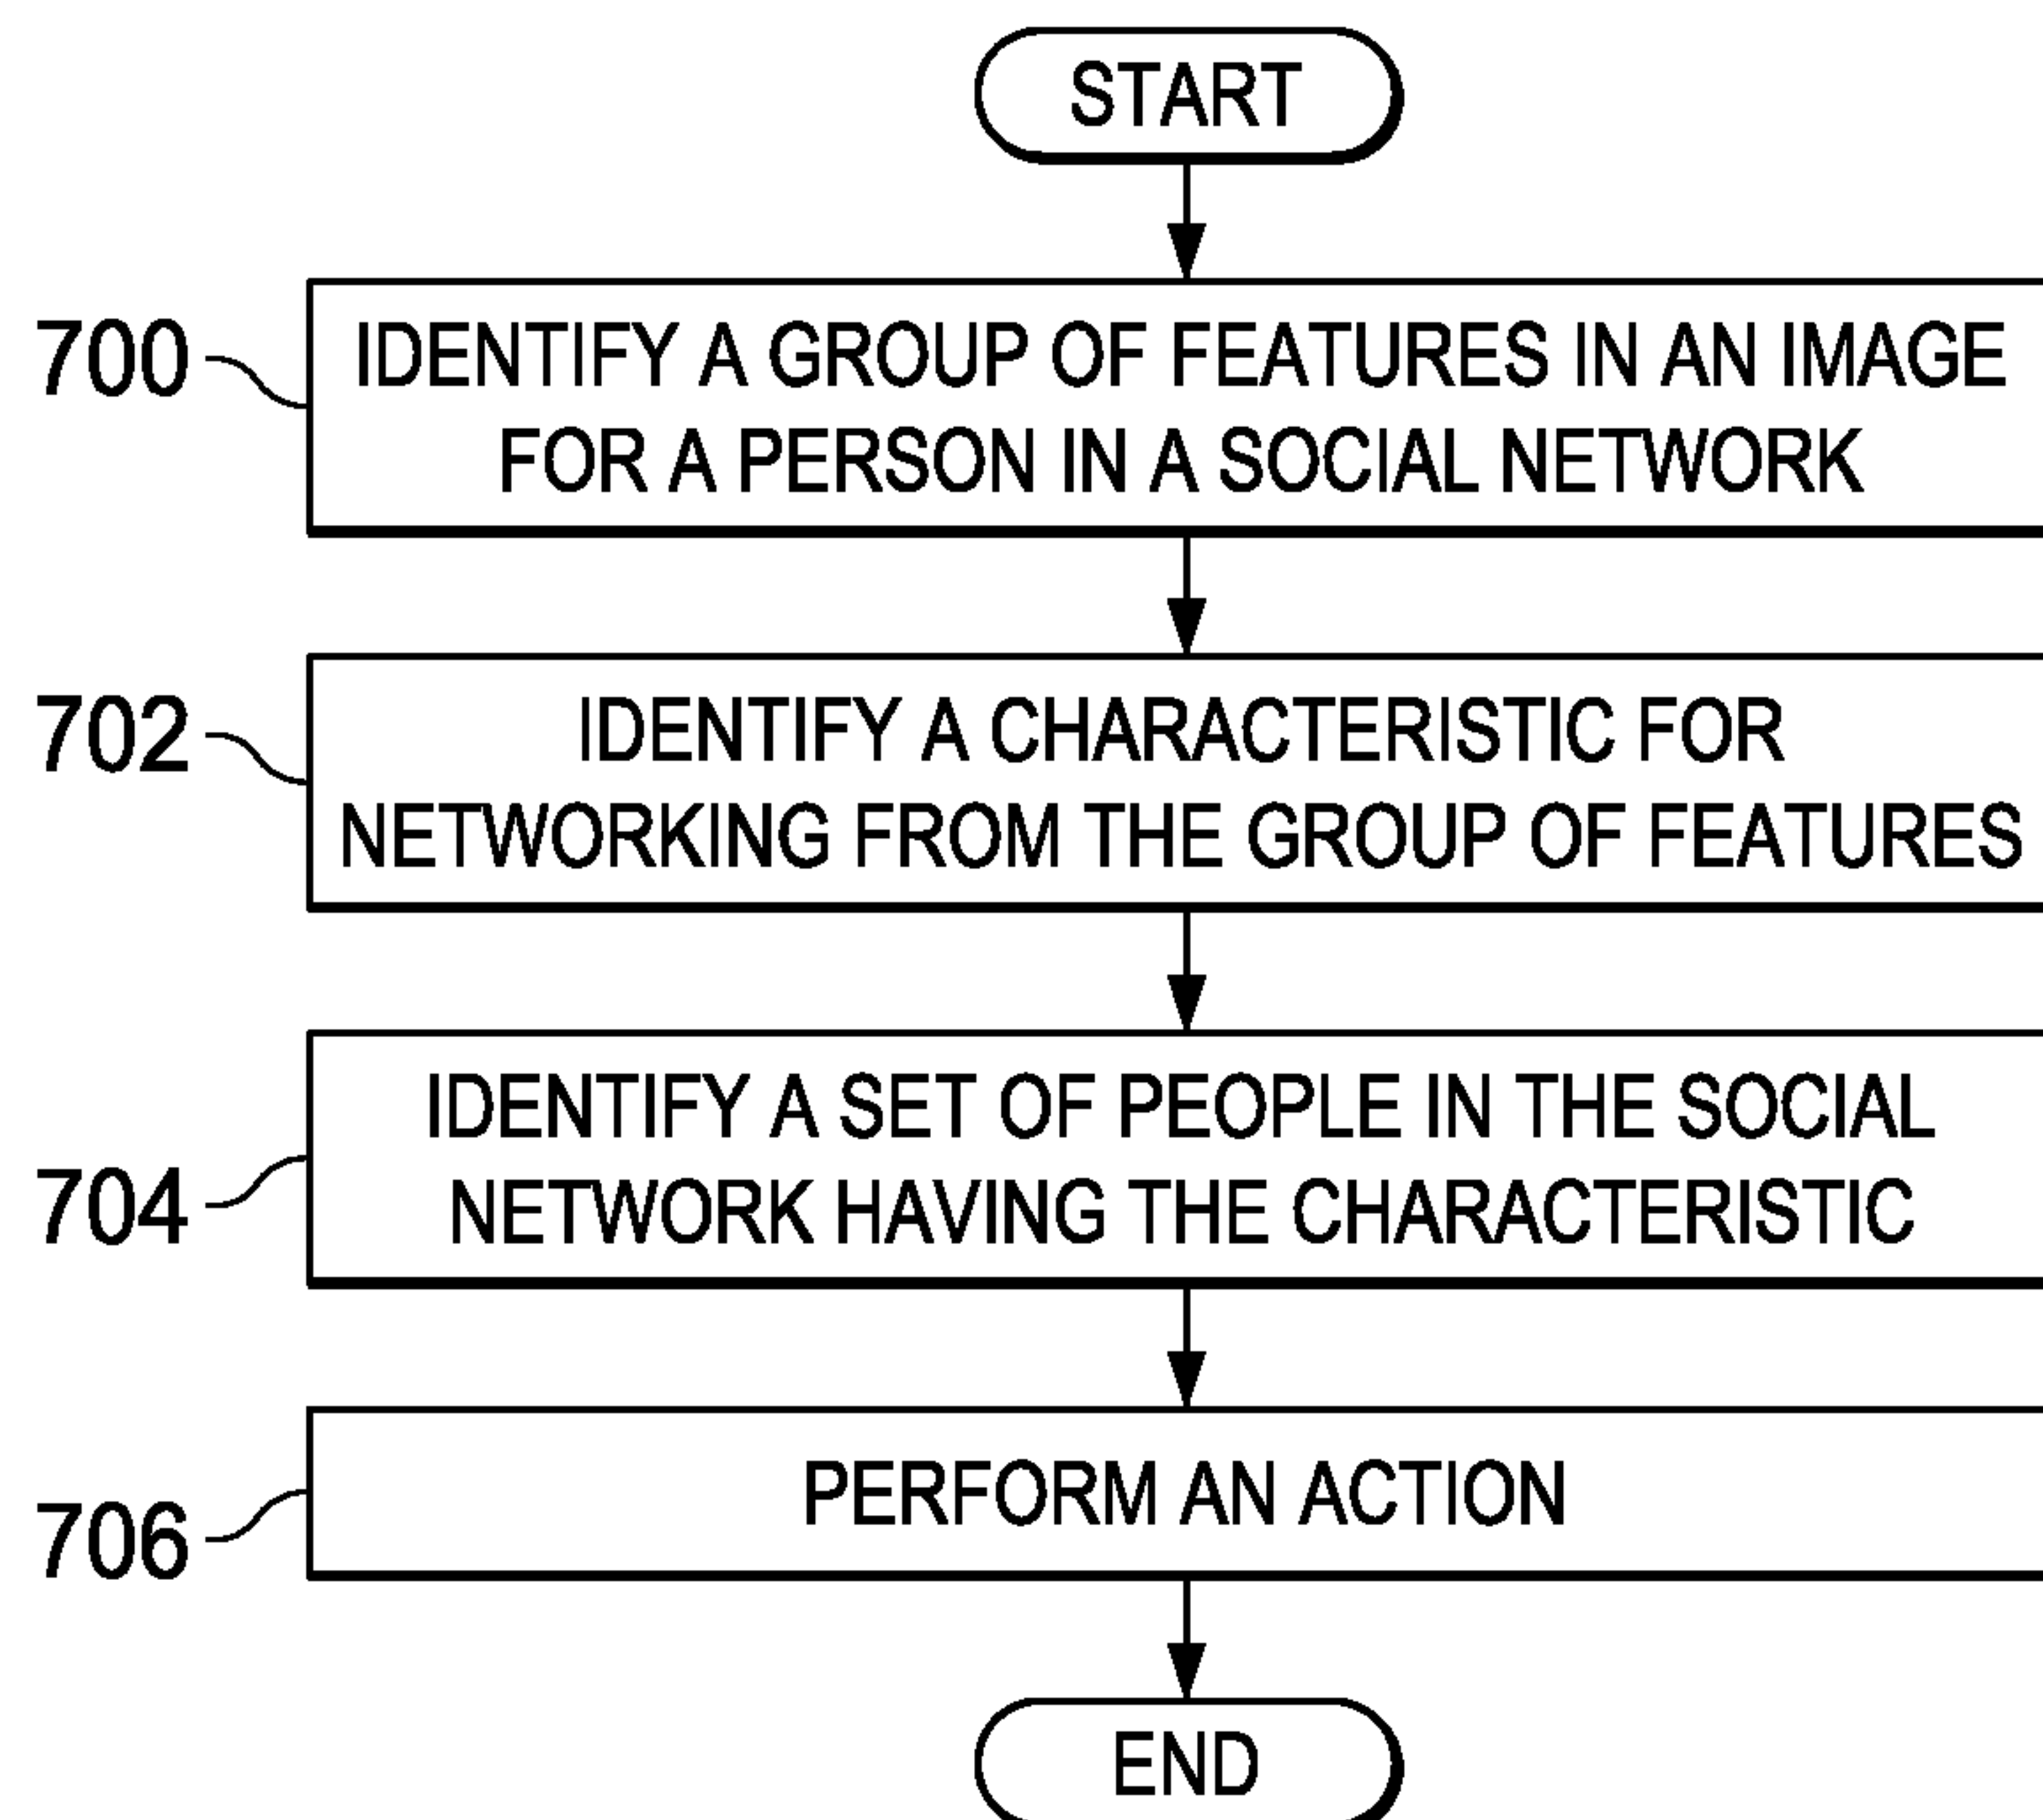 START
700
IDENTIFY A GROUP OF FEATURES IN AN IMAGE
FOR A PERSON IN A SOCIAL NETWORK
702
IDENTIFY A CHARACTERISTIC FOR
NETWORKING FROM THE GROUP OF FEATURES
704
IDENTIFY A SET OF PEOPLE IN THE SOCIAL
NETWORK HAVING THE CHARACTERISTIC
706
PERFORM AN ACTION
END